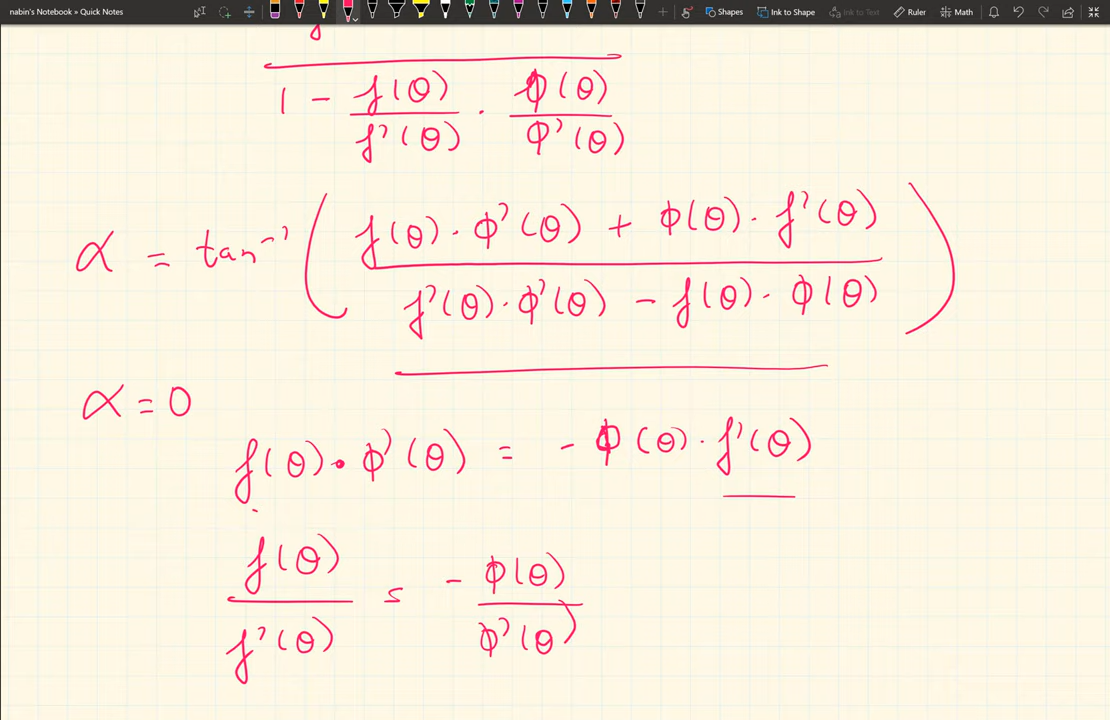 nabin's Notebook » Quick Notes
Shapes Ink to Shape Ink to Text Ruler Math
1 - f(θ)/f'(θ) · ϕ(θ)/ϕ'(θ)
α = tan⁻¹ ( (f(θ)·ϕ'(θ) + ϕ(θ)·f'(θ)) / (f'(θ)·ϕ'(θ) - f(θ)·ϕ(θ)) )
α = 0
f(θ)·ϕ'(θ) = - ϕ(θ)·f'(θ)
f(θ)/f'(θ) = - ϕ(θ)/ϕ'(θ)